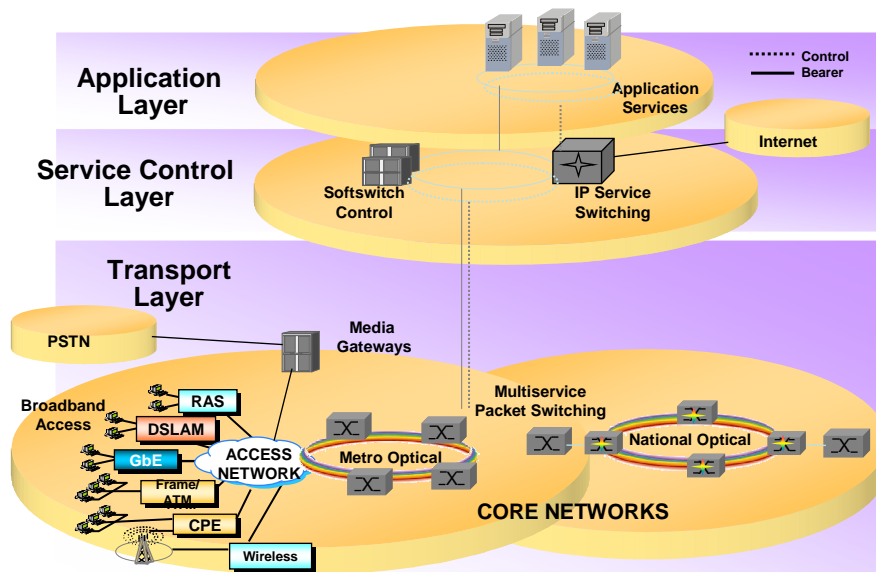 Application
Layer
Application
Services
Control
Bearer
Internet
Service Control
Layer
Softswitch
Control
IP Service
Switching
Transport
Layer
PSTN
Media
Gateways
Broadband
Access
RAS
DSLAM
GbE
Frame/
ATM
CPE
Wireless
ACCESS
NETWORK
Metro Optical
Multiservice
Packet Switching
National Optical
CORE NETWORKS